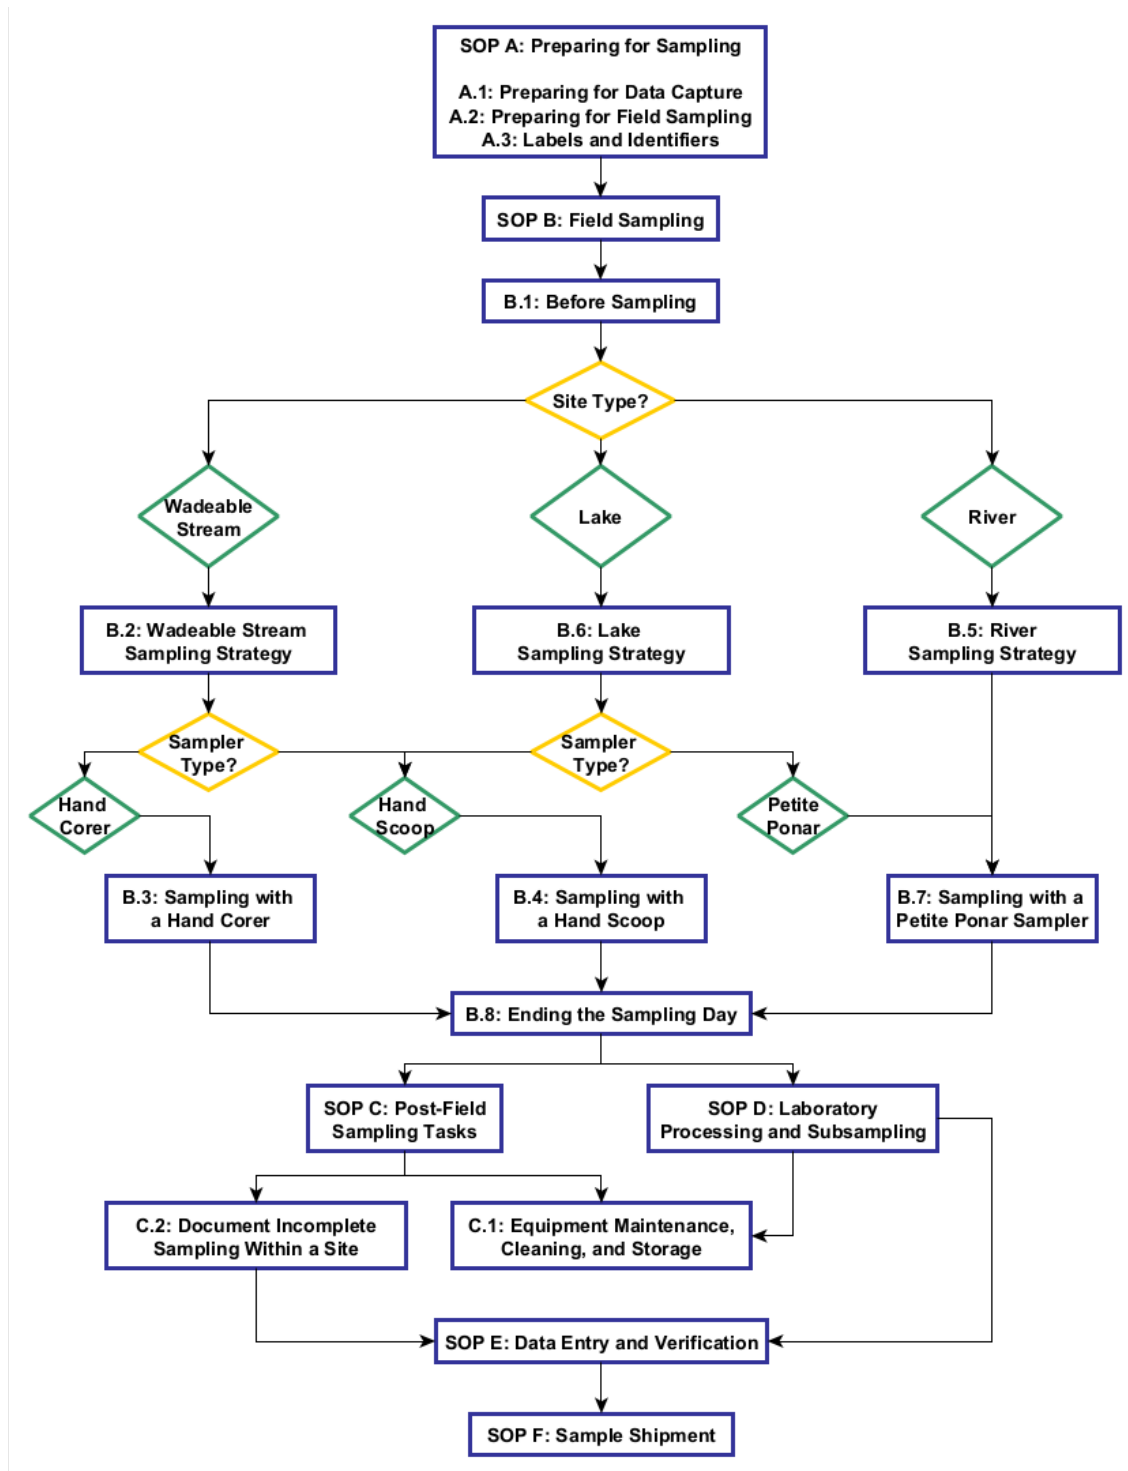 SOP A: Preparing for Sampling
A.1: Preparing for Data Capture
A.2: Preparing for Field Sampling
A.3: Labels and Identifiers
SOP B: Field Sampling
B.1: Before Sampling
Site Type?
Wadeable
Stream
Lake
River
B.2: Wadeable Stream
Sampling Strategy
B.6: Lake
Sampling Strategy
B.5: River
Sampling Strategy
Sampler
Type?
Sampler
Type?
Hand
Corer
Hand
Scoop
Petite
Ponar
B.3: Sampling with
a Hand Corer
B.4: Sampling with
a Hand Scoop
B.7: Sampling with a
Petite Ponar Sampler
B.8: Ending the Sampling Day
SOP C: Post-Field
Sampling Tasks
SOP D: Laboratory
Processing and Subsampling
C.2: Document Incomplete
Sampling Within a Site
C.1: Equipment Maintenance,
Cleaning, and Storage
SOP E: Data Entry and Verification
SOP F: Sample Shipment